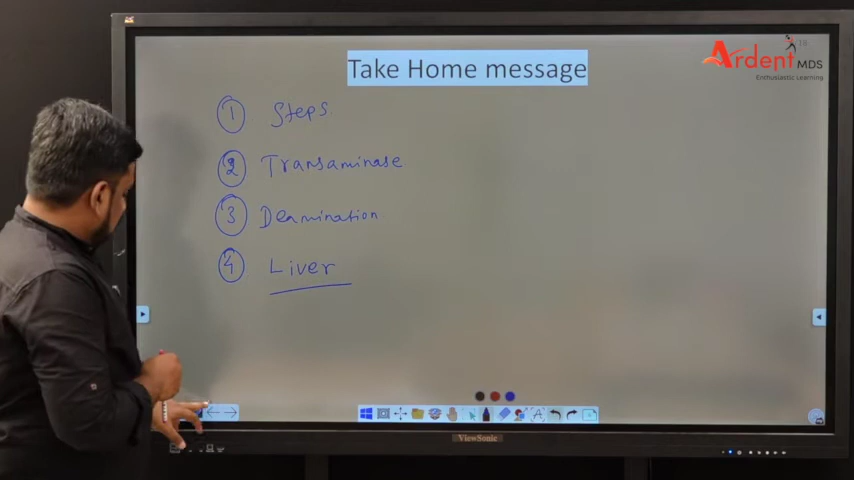 Take Home message
Ardent MDS
Enthusiastic Learning
1 Steps
2 Transaminase
3 Deamination
4 Liver
ViewSonic